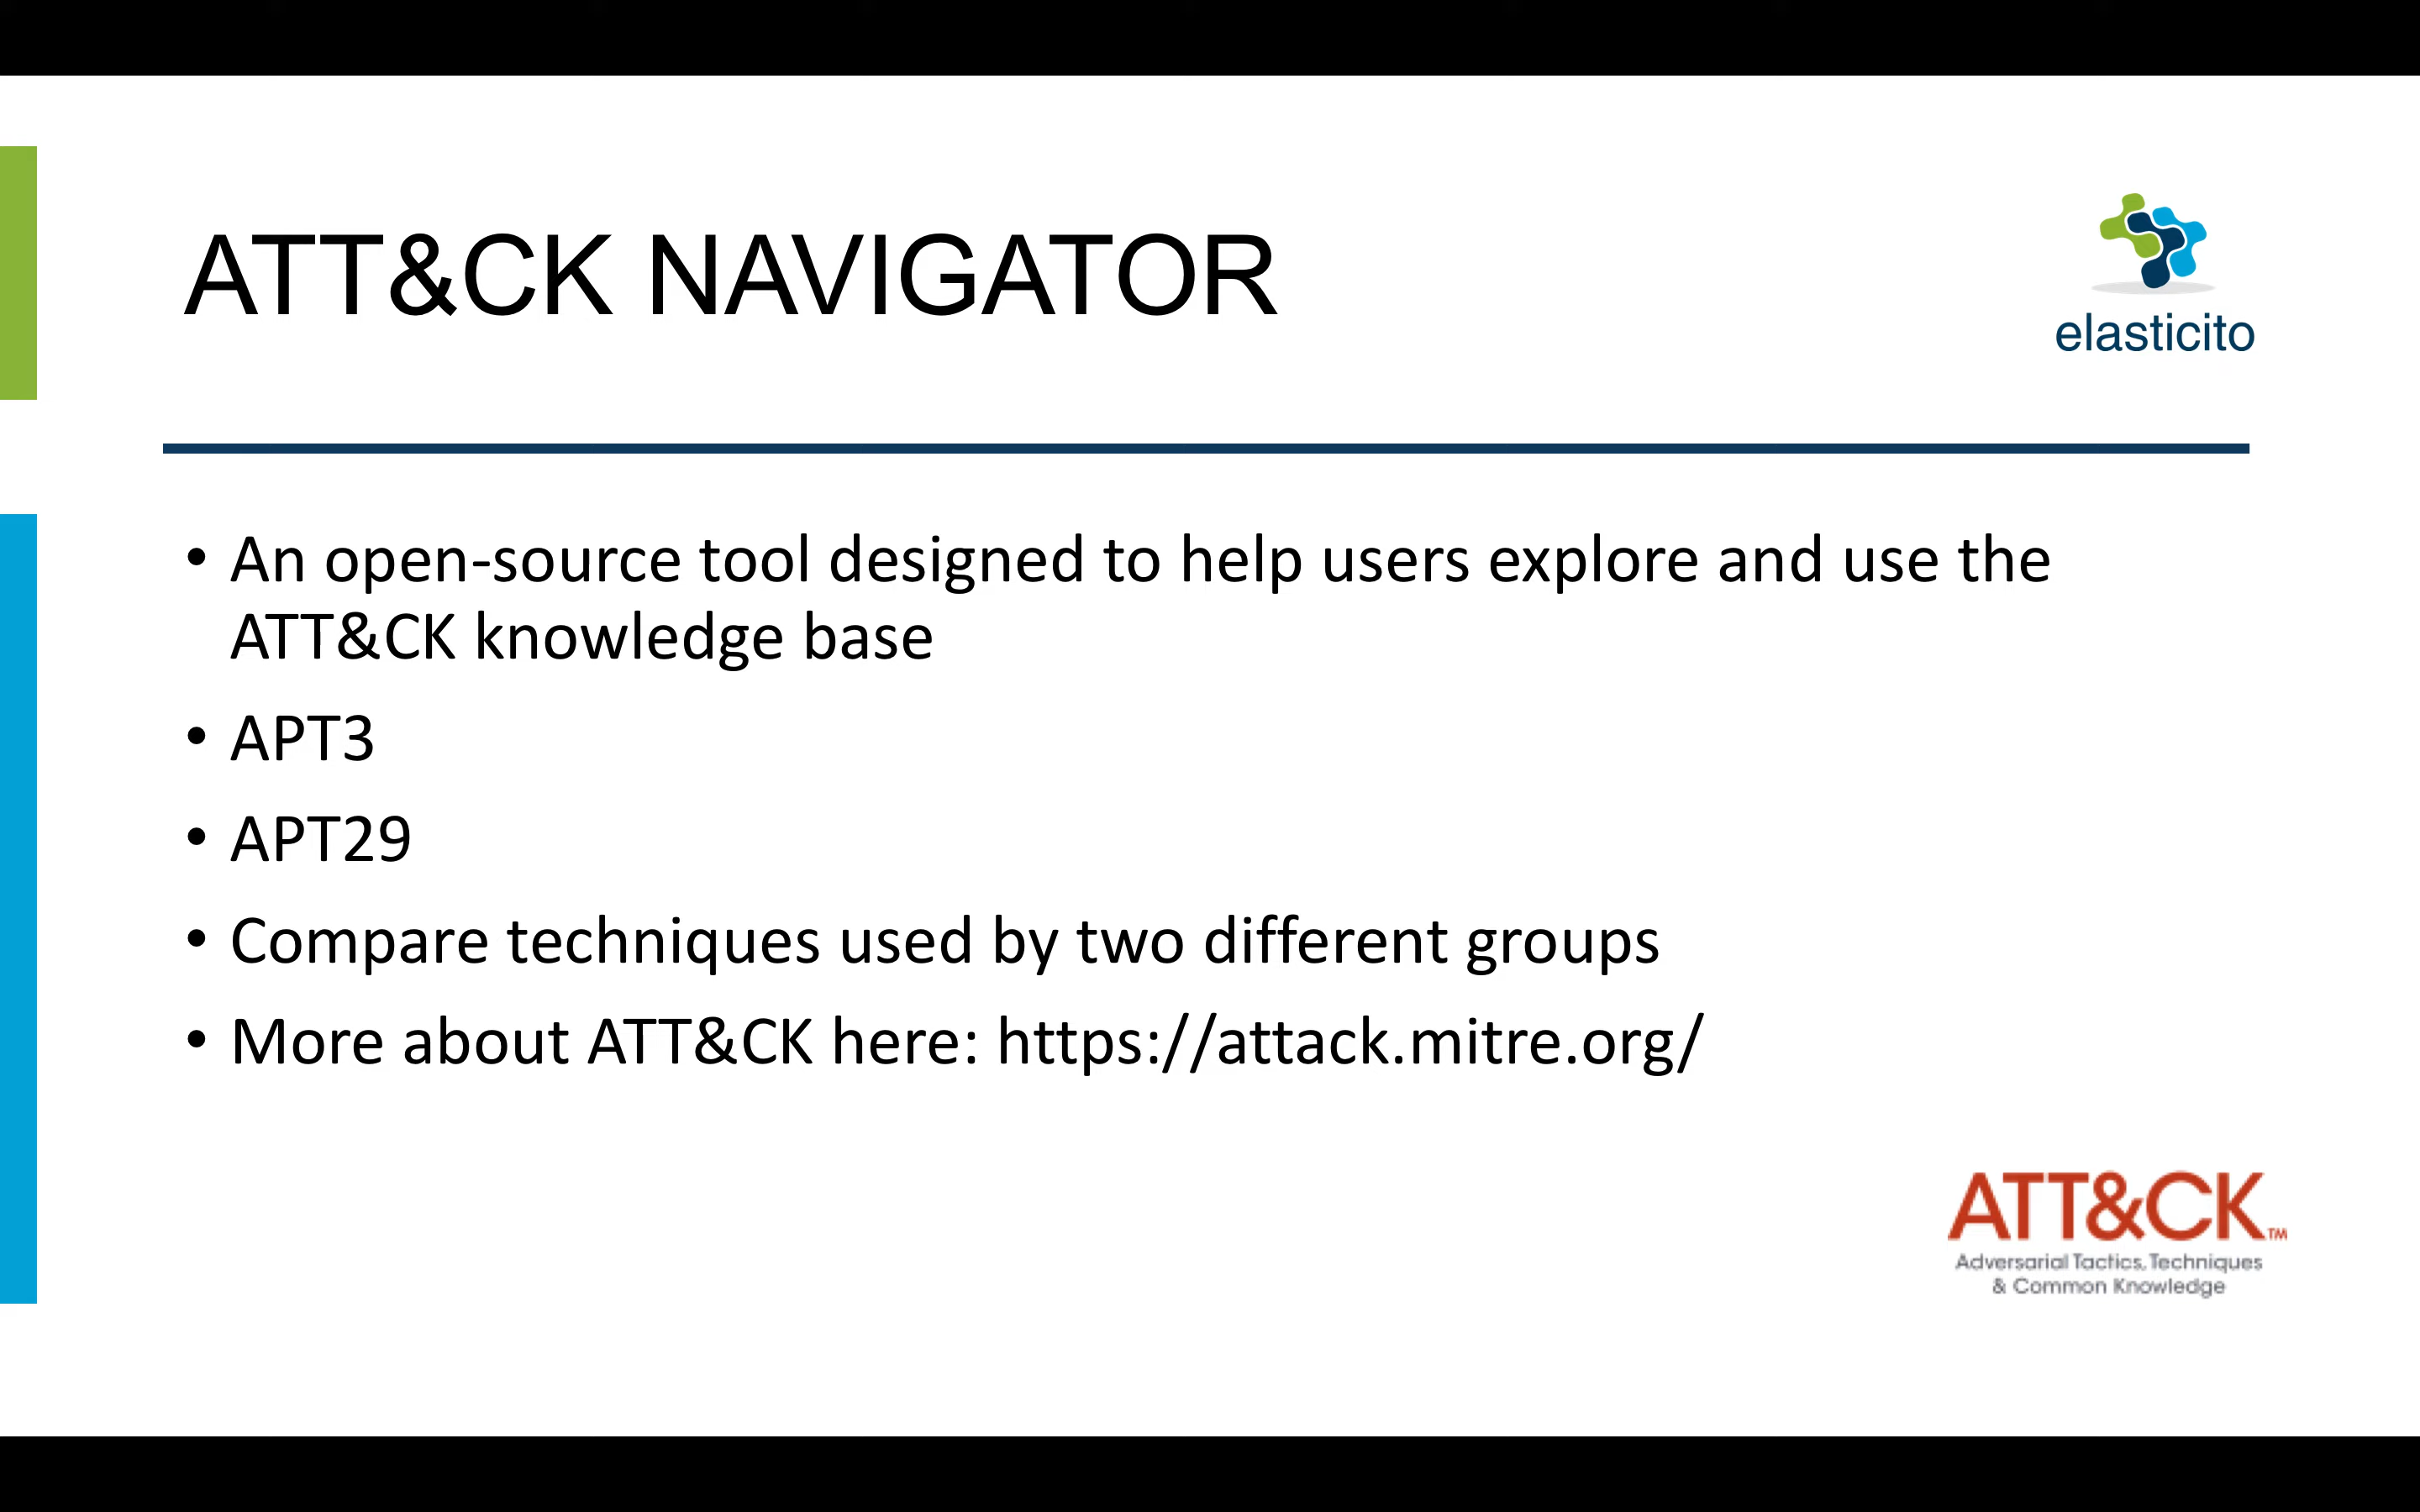 ATT&CK NAVIGATOR
elasticito
• An open-source tool designed to help users explore and use the
ATT&CK knowledge base
• APT3
• APT29
• Compare techniques used by two different groups
• More about ATT&CK here: https://attack.mitre.org/
ATT&CK™
Adversarial Tactics, Techniques
& Common Knowledge